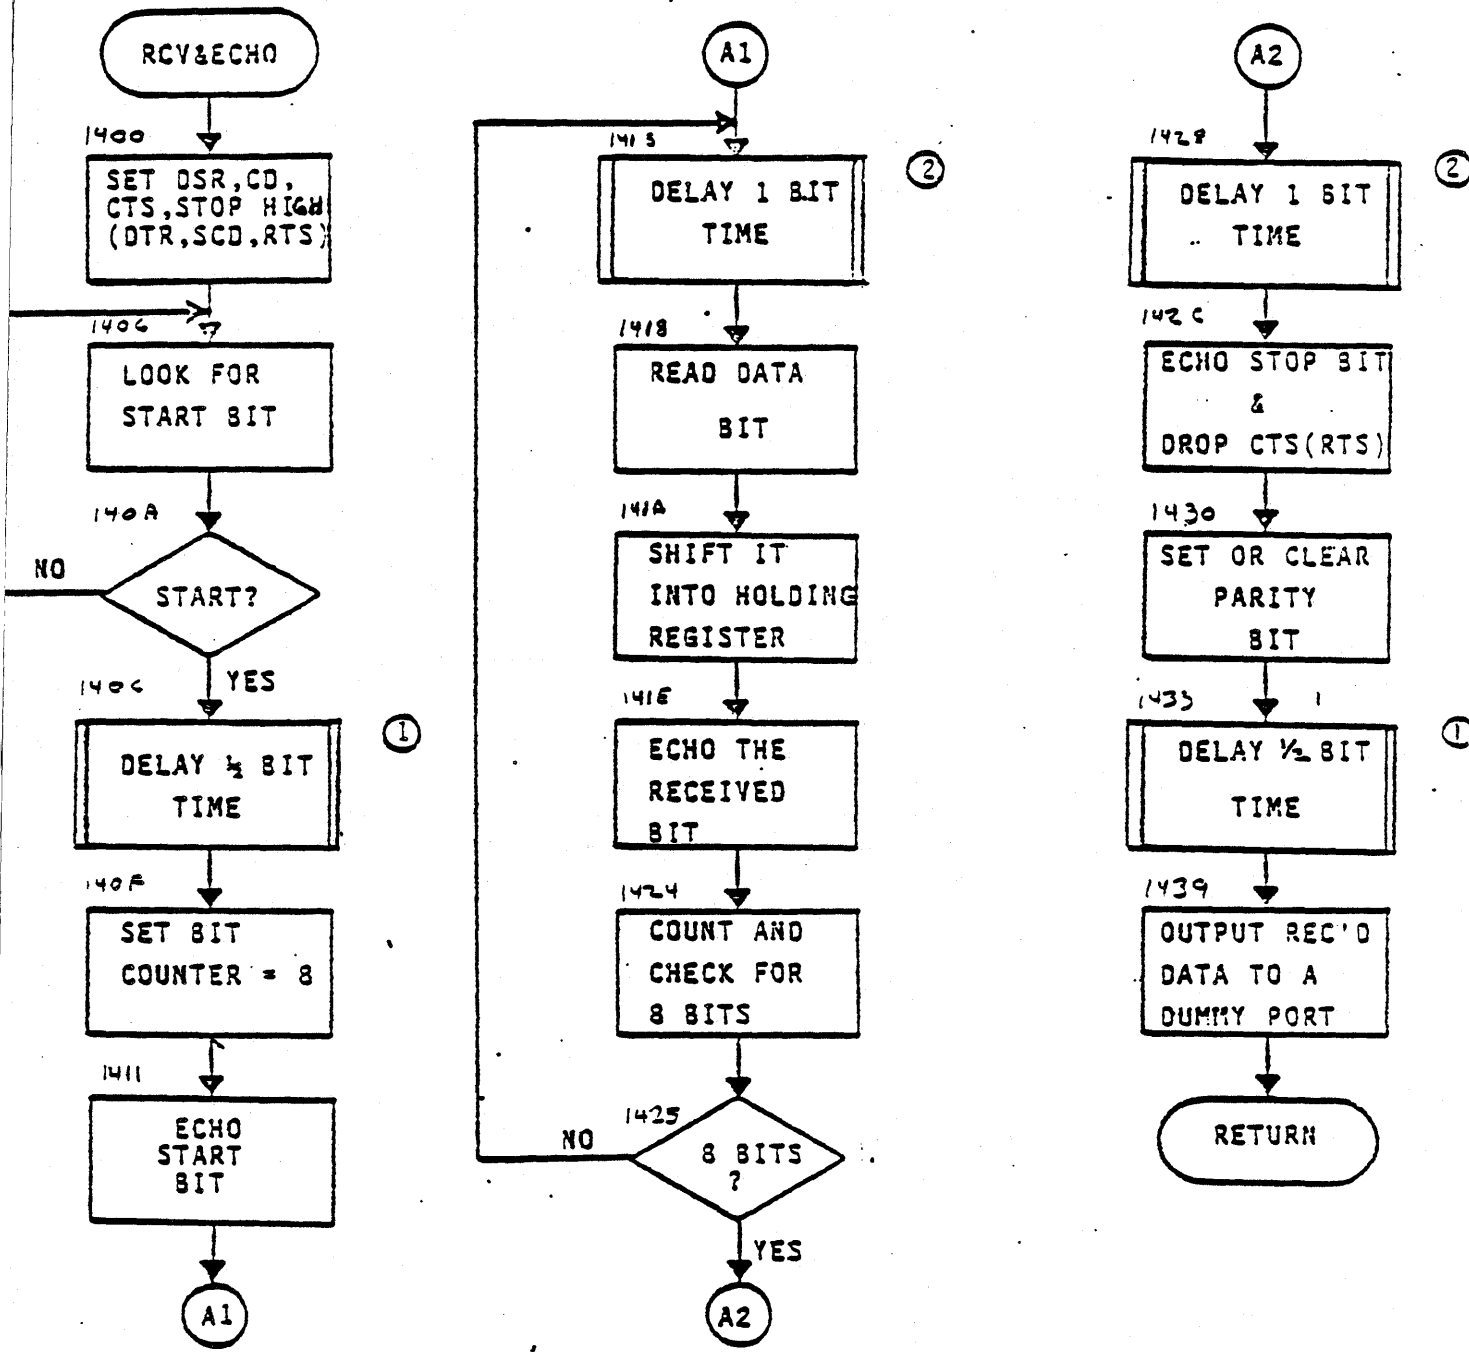 RCV&ECHO
1400
SET DSR,CD,
CTS,STOP HIGH
(DTR,SCD,RTS)
1406
LOOK FOR
START BIT
140A
NO
START?
YES
140C
DELAY ½ BIT
TIME
1
140F
SET BIT
COUNTER = 8
1411
ECHO
START
BIT
A1
A1
1415
DELAY 1 BIT
TIME
2
1418
READ DATA
BIT
141A
SHIFT IT
INTO HOLDING
REGISTER
141E
ECHO THE
RECEIVED
BIT
1424
COUNT AND
CHECK FOR
8 BITS
1425
NO
8 BITS
?
YES
A2
A2
1428
DELAY 1 BIT
TIME
2
142C
ECHO STOP BIT
&
DROP CTS(RTS)
1430
SET OR CLEAR
PARITY
BIT
1433
DELAY ½ BIT
TIME
1
1439
OUTPUT REC'D
DATA TO A
DUMMY PORT
RETURN